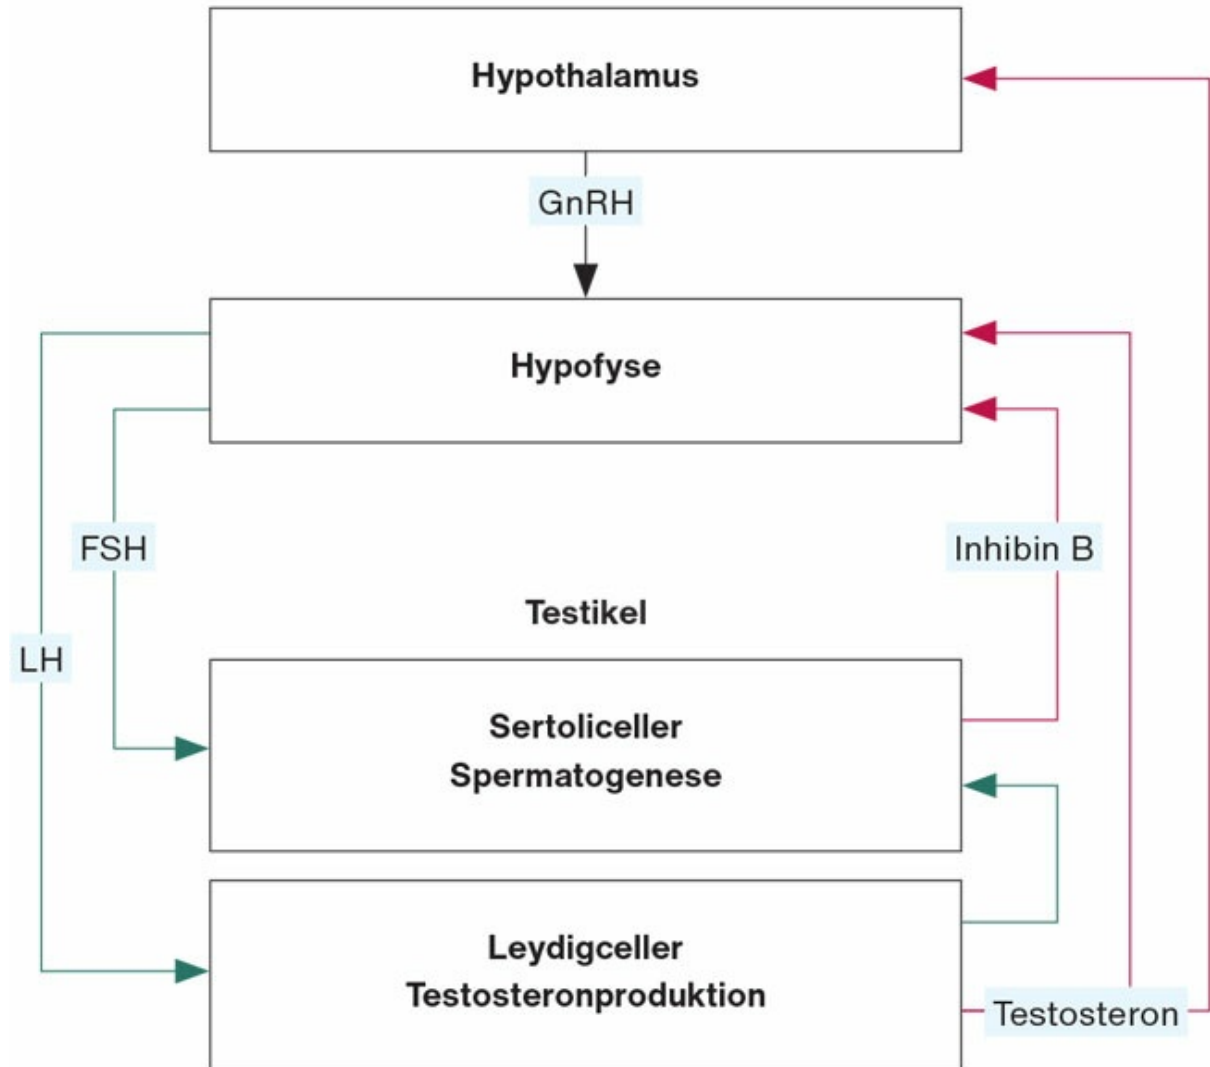 Hypothalamus
GnRH
Hypofyse
FSH
Inhibin B
Testikel
LH
Sertoliceller
Spermatogenese
Leydigceller
Testosteronproduktion
Testosteron